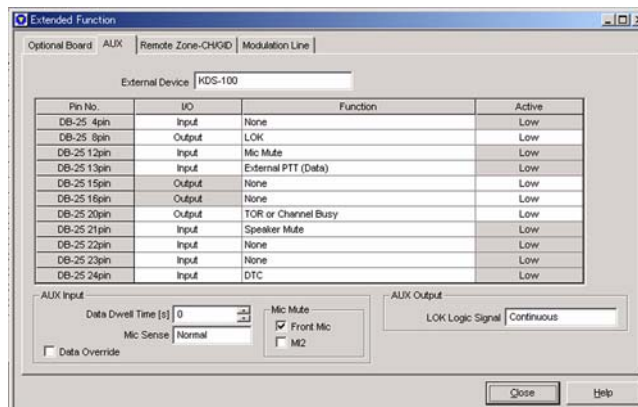 Extended Function
Optional Board AUX Remote Zone-CH/GID Modulation Line
External Device KDS-100
Pin No. I/O Function Active
DB-25 4pin Input None Low
DB-25 8pin Output LOK Low
DB-25 12pin Input Mic Mute Low
DB-25 13pin Input External PTT (Data) Low
DB-25 15pin Output None Low
DB-25 16pin Output None Low
DB-25 20pin Output TOR or Channel Busy Low
DB-25 21pin Input Speaker Mute Low
DB-25 22pin Input None Low
DB-25 23pin Input None Low
DB-25 24pin Input DTC Low
AUX Input
Data Dwell Time [s] 0
Mic Sense Normal
Data Override
Mic Mute
Front Mic
MI2
AUX Output
LOK Logic Signal Continuous
Close Help